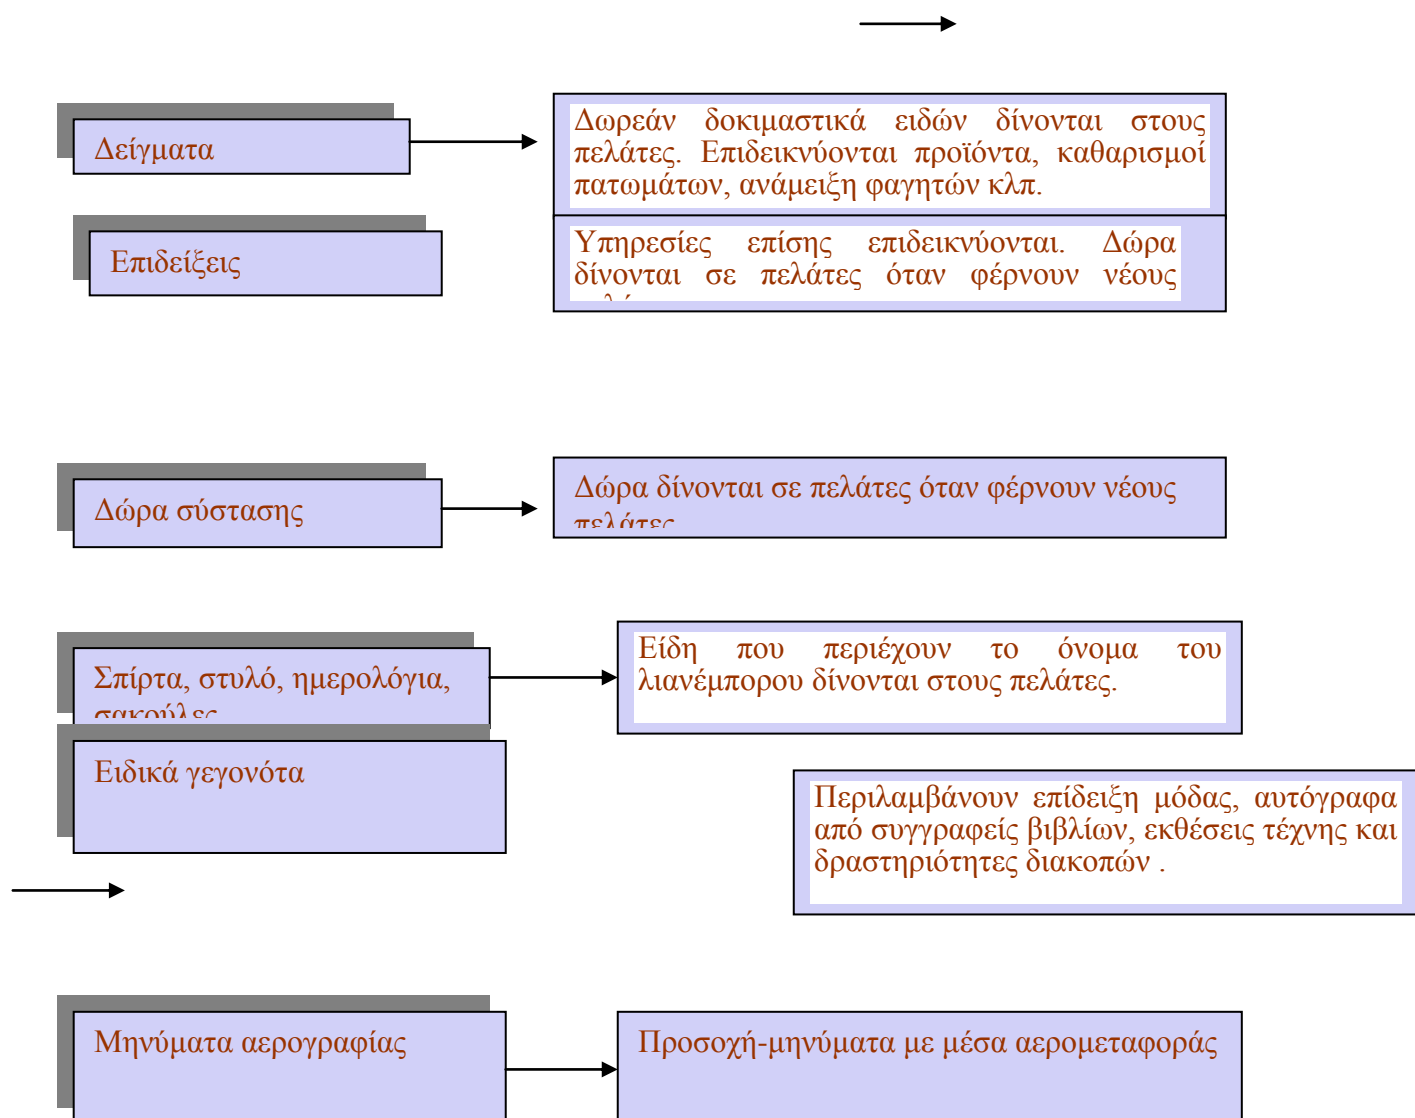 Δείγματα
Δωρεάν δοκιμαστικά ειδών δίνονται στους
πελάτες. Επιδεικνύονται προϊόντα, καθαρισμοί
πατωμάτων, ανάμειξη φαγητών κλπ.
Επιδείξεις
Υπηρεσίες επίσης επιδεικνύονται. Δώρα
δίνονται σε πελάτες όταν φέρνουν νέους
Δώρα σύστασης
Δώρα δίνονται σε πελάτες όταν φέρνουν νέους
πελάτες
Σπίρτα, στυλό, ημερολόγια,
σακούλες
Είδη που περιέχουν το όνομα του
λιανέμπορου δίνονται στους πελάτες.
Ειδικά γεγονότα
Περιλαμβάνουν επίδειξη μόδας, αυτόγραφα
από συγγραφείς βιβλίων, εκθέσεις τέχνης και
δραστηριότητες διακοπών .
Μηνύματα αερογραφίας
Προσοχή-μηνύματα με μέσα αερομεταφοράς